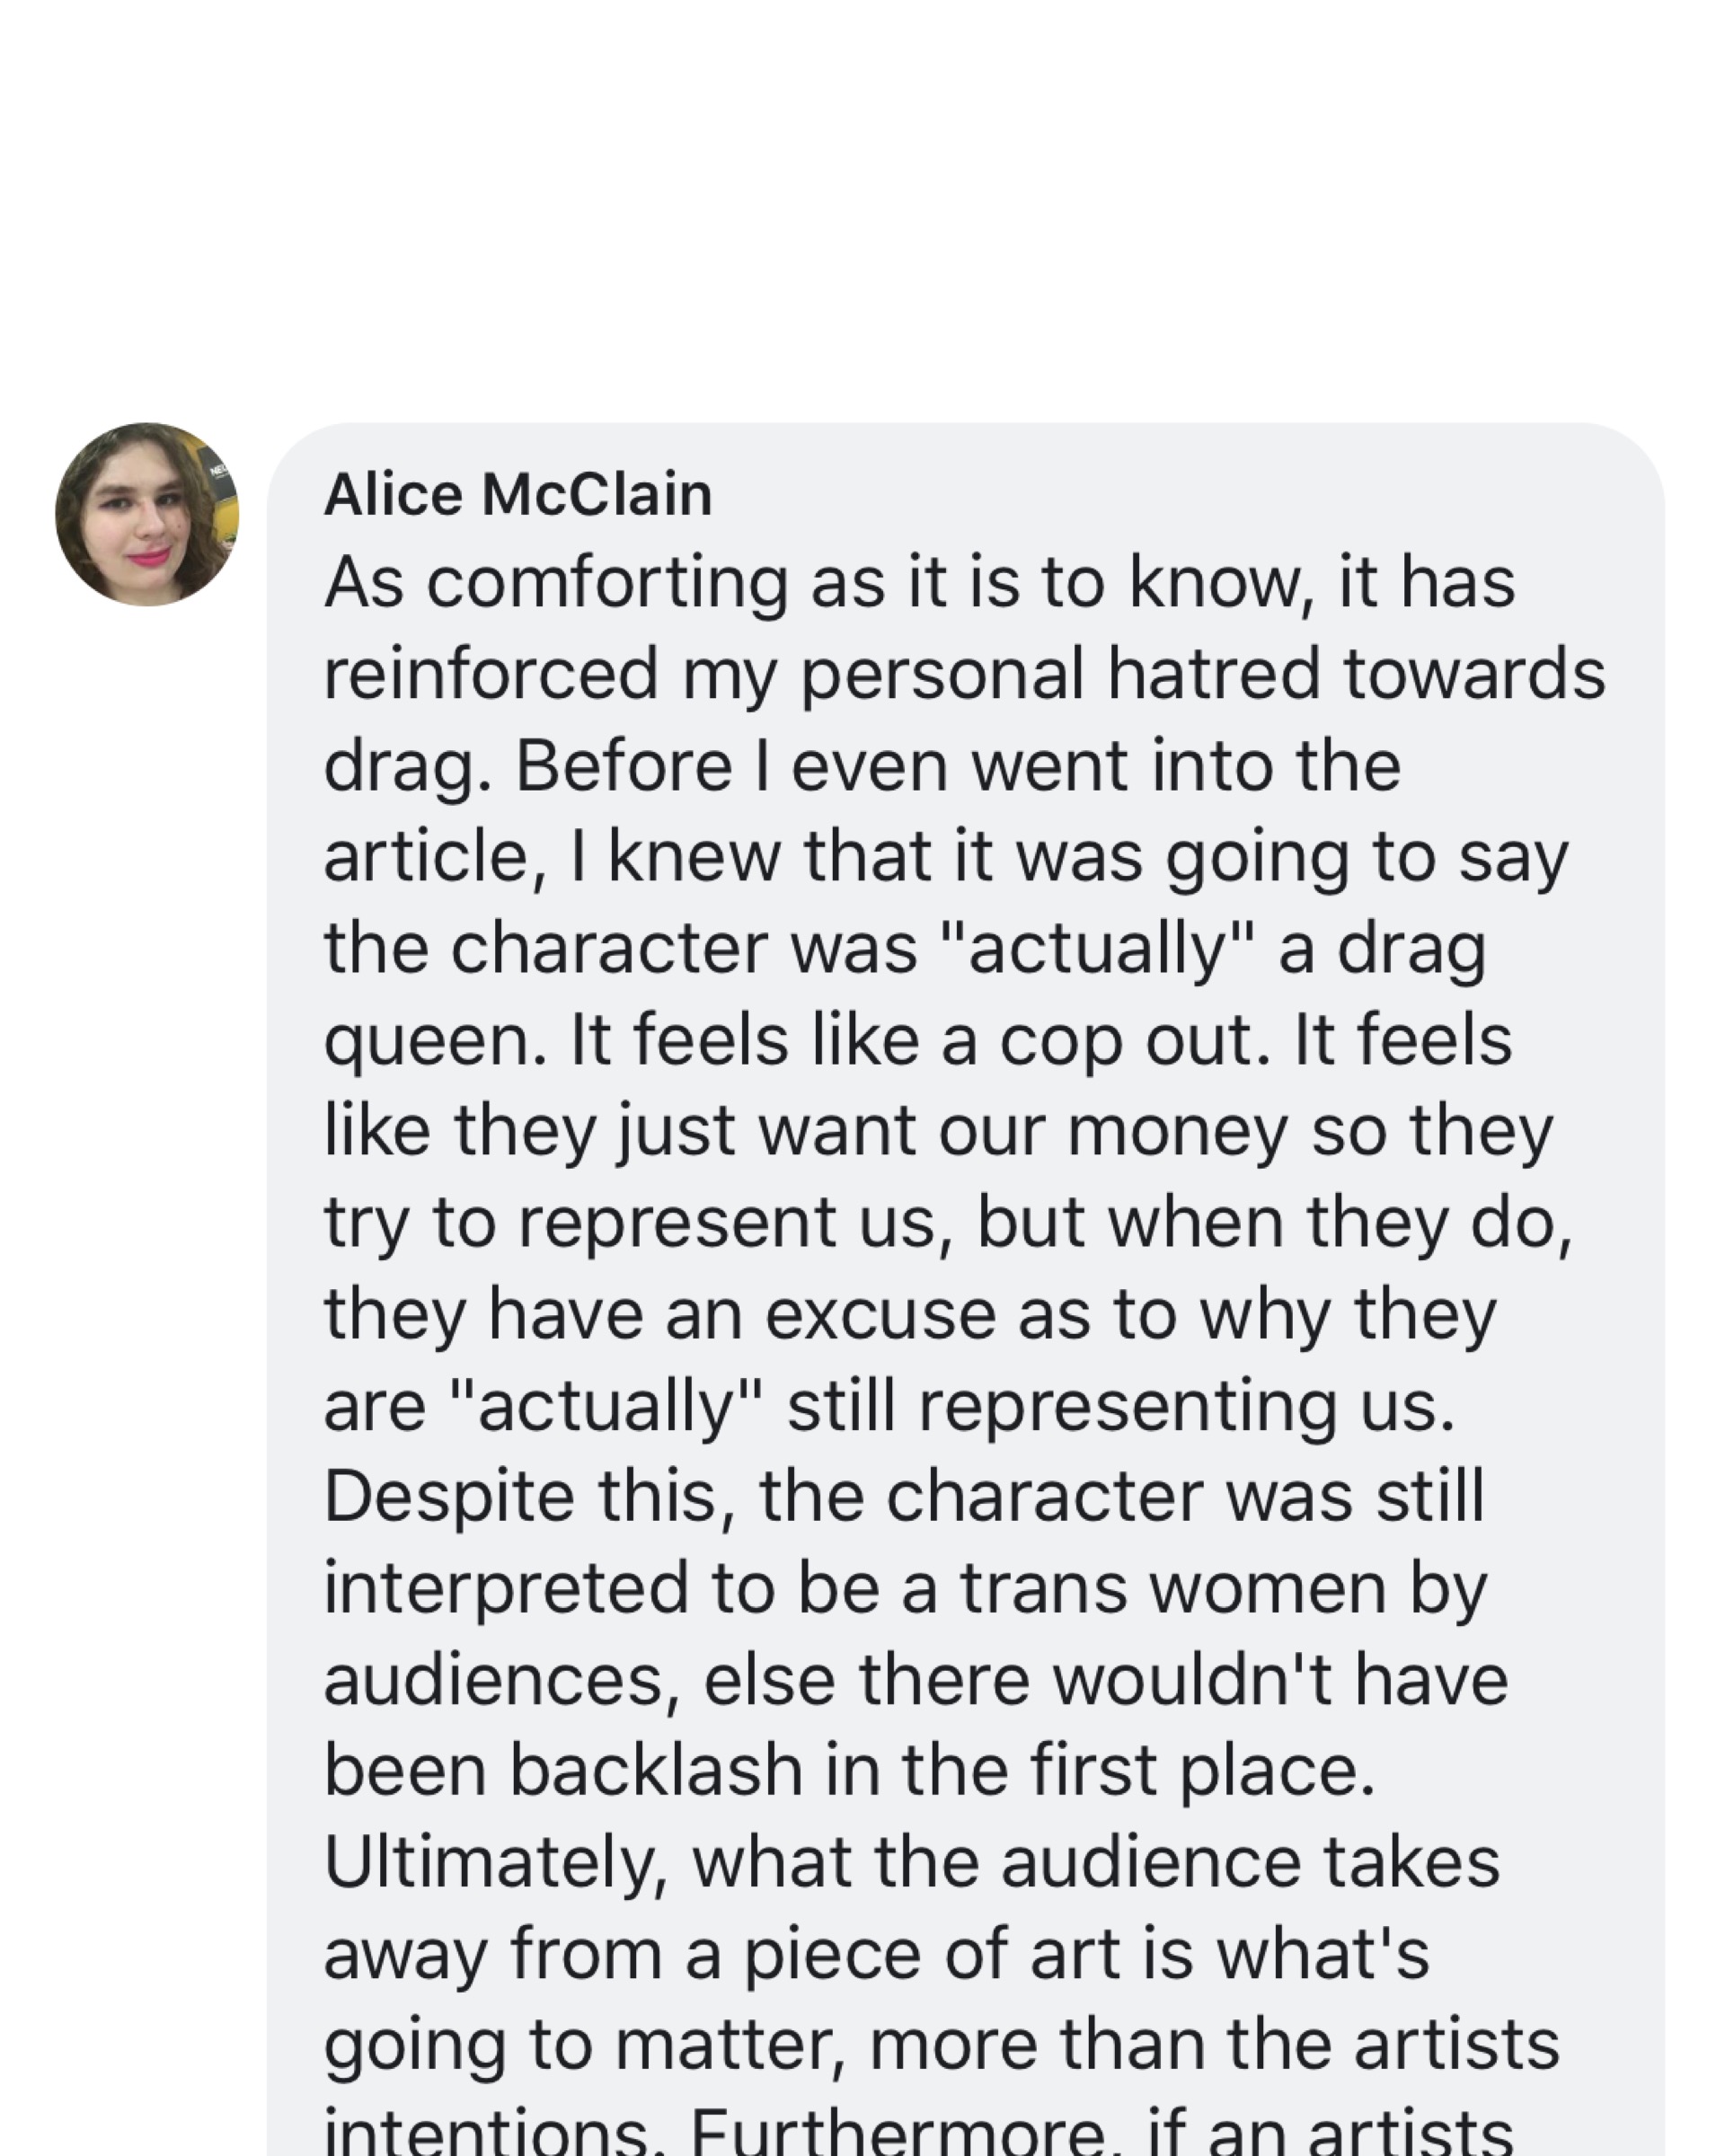 Alice McClain
As comforting as it is to know, it has
reinforced my personal hatred towards
drag. Before I even went into the
article, I knew that it was going to say
the character was "actually" a drag
queen. It feels like a cop out. It feels
like they just want our money so they
try to represent us, but when they do,
they have an excuse as to why they
are "actually" still representing us.
Despite this, the character was still
interpreted to be a trans women by
audiences, else there wouldn't have
been backlash in the first place.
Ultimately, what the audience takes
away from a piece of art is what's
going to matter, more than the artists
intentions. Furthermore, if an artists